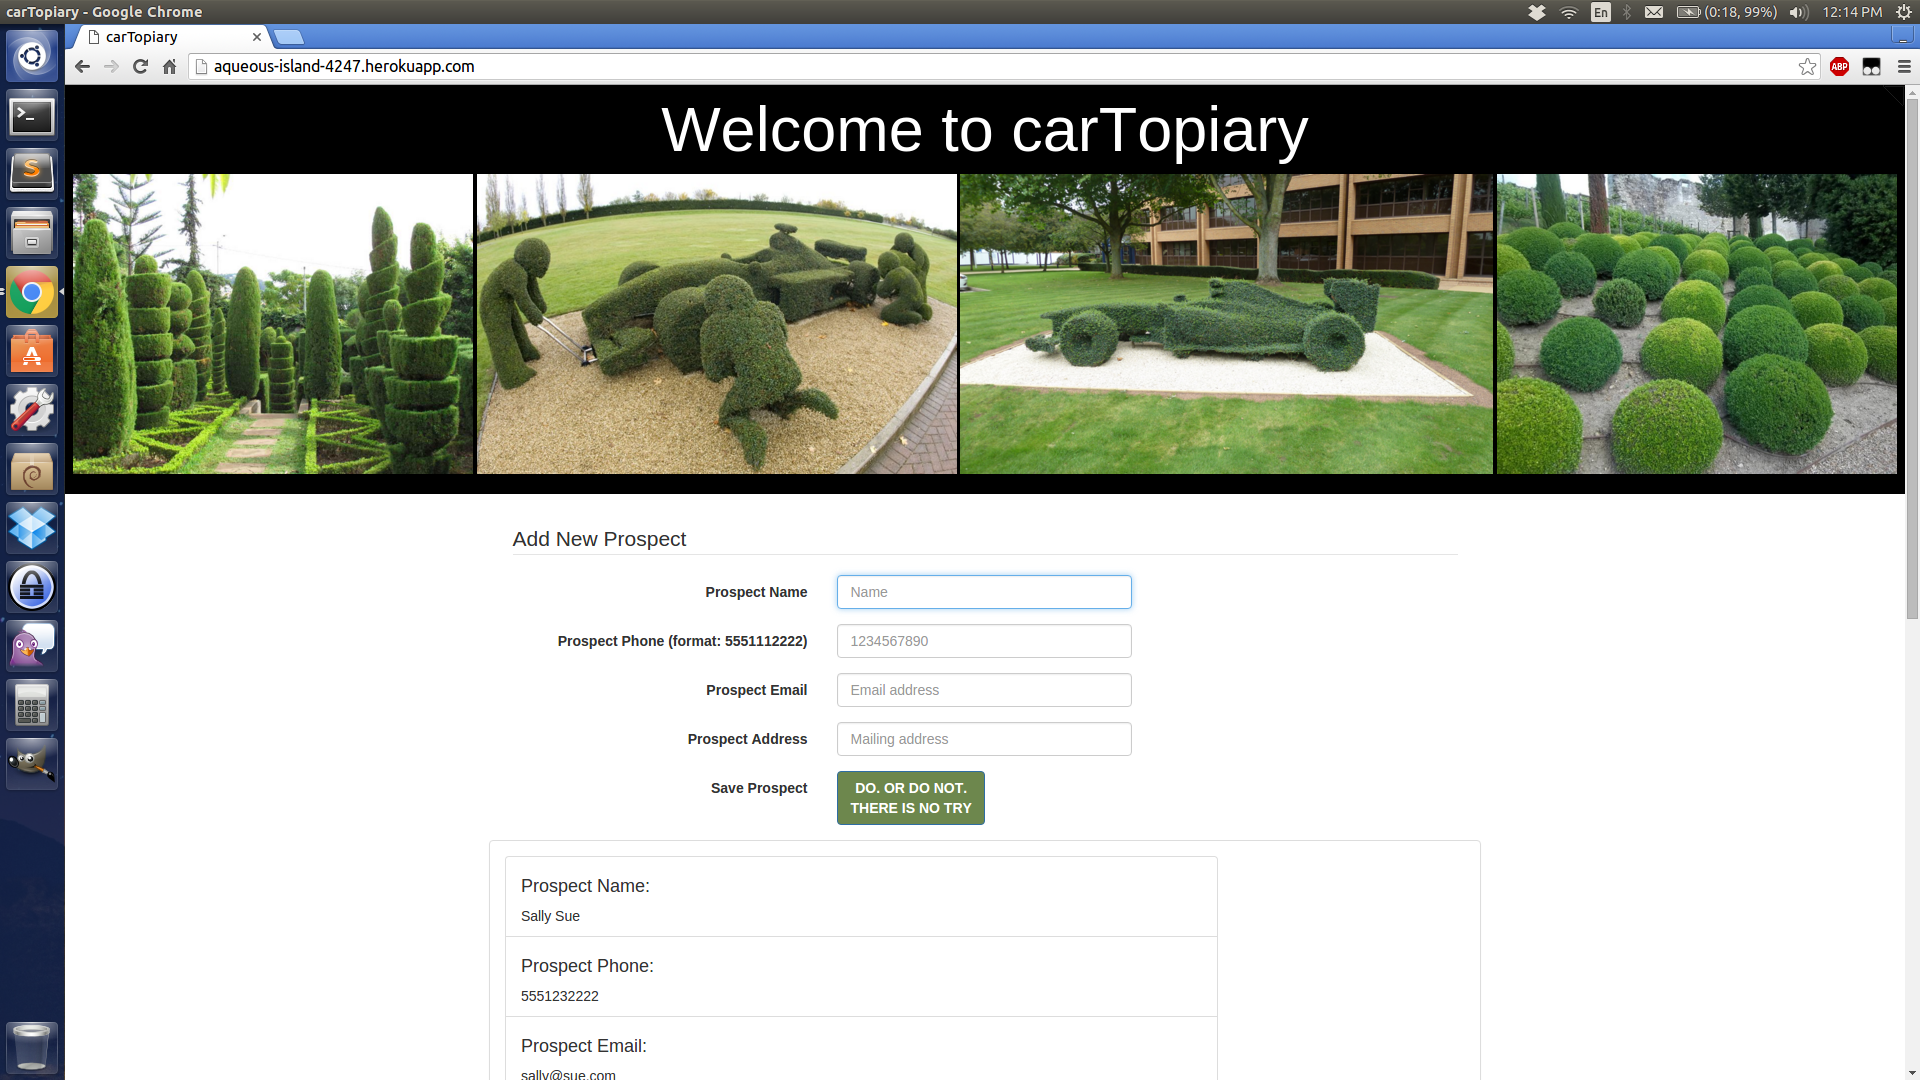 carTopiary - Google Chrome
En
(0:18, 99%)
12:14 PM
carTopiary
aqueous-island-4247.herokuapp.com
ABP
Welcome to carTopiary
Add New Prospect
Prospect Name
Name
Prospect Phone (format: 5551112222)
1234567890
Prospect Email
Email address
Prospect Address
Mailing address
Save Prospect
DO. OR DO NOT.
THERE IS NO TRY
Prospect Name:
Sally Sue
Prospect Phone:
5551232222
Prospect Email:
sally@sue.com